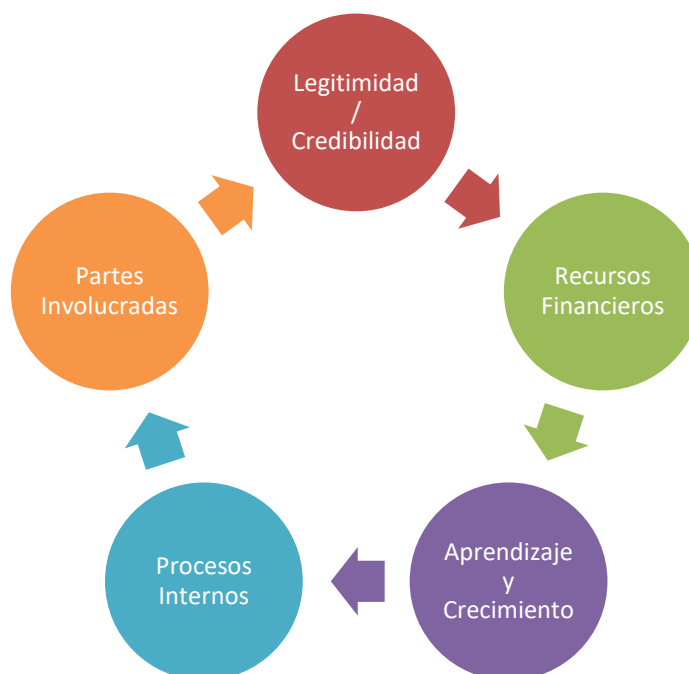 Legitimidad
/
Credibilidad
Recursos
Financieros
Aprendizaje
y
Crecimiento
Procesos
Internos
Partes
Involucradas